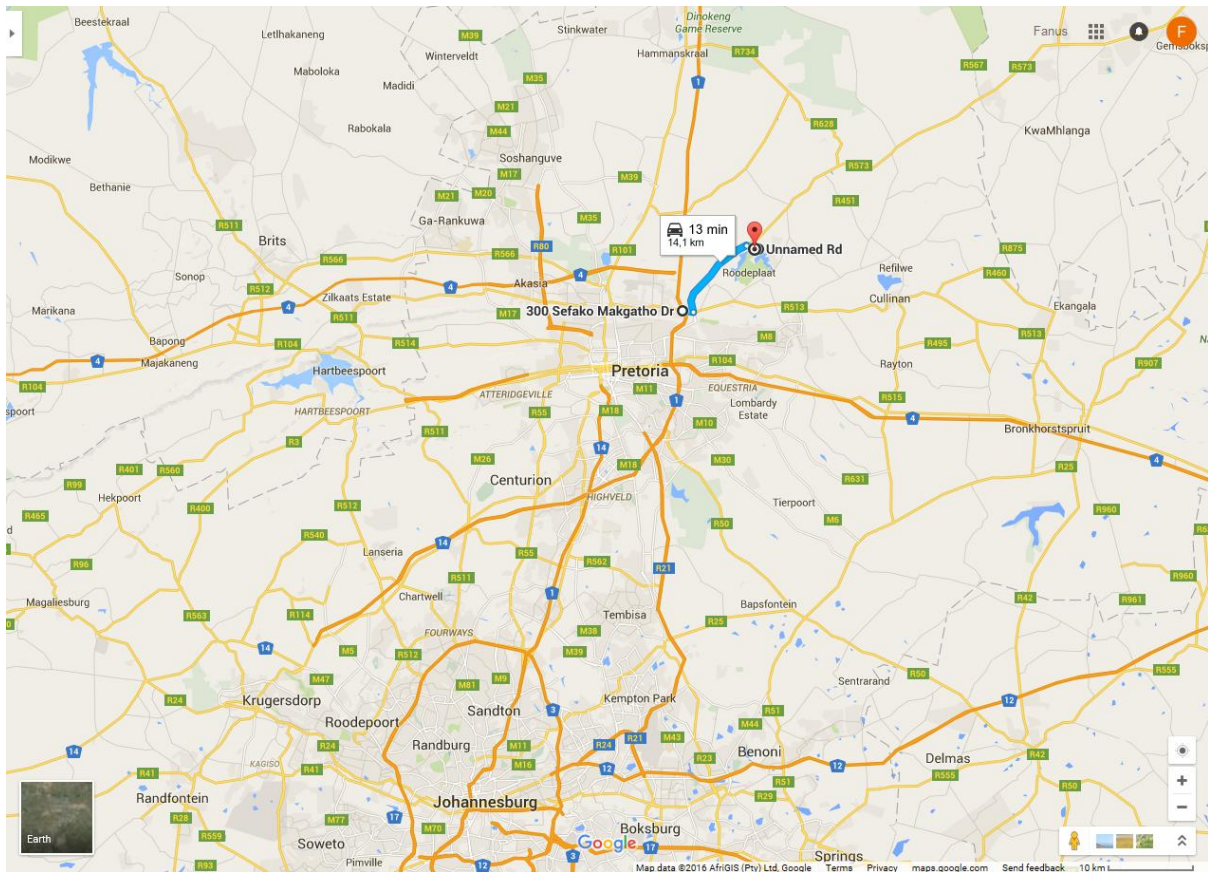 Beestekraal
Letlhakaneng
M39
Stinkwater
Dinokeng
Game Reserve
Fanus
F
Hammanskraal
R734
Winterveldt
R567
R573
Maboloka
M35
1
Madidi
M21
M44
Rabokala
R628
KwaMhlanga
Modikwe
Soshanguve
R573
M17
M39
Bethanie
M21
M20
R451
R511
Ga-Rankuwa
M35
13 min
14,1 km
Brits
R80
R101
Unnamed Rd
R566
R566
R875
Sonop
4
Akasia
4
Roodeplaat
Refilwe
R460
R512
Zilkaats Estate
4
Cullinan
Ekangala
Marikana
4
R511
M17
300 Sefako Makgatho Dr
R513
R513
Bapong
R104
R514
M8
R495
4
Majakaneng
Hartbeespoort
Pretoria
R104
Rayton
R907
R104
M11
EQUESTRIA
spoort
ATTERIDGEVILLE
Lombardy
Estate
R515
HARTBEESPOORT
R55
M18
1
4
R511
M10
R3
14
Bronkhorstspruit
R401
R560
M26
M18
M30
4
R99
Centurion
R631
R25
Hekpoort
HIGHVELD
Tierpoort
R400
R512
R960
R465
M6
R50
R540
14
Lanseria
R55
R562
R21
R96
R511
R960
Magaliesburg
Chartwell
1
R42
R961
R563
R114
Tembisa
Bapsfontein
FOURWAYS
M38
R25
14
M5
R512
M39
R555
M47
M81
M9
Sentrarand
R50
R24
Krugersdorp
Kempton Park
12
Sandton
3
R51
Roodepoort
M44
14
R24
Randburg
M11
R24
R21
M43
Benoni
R42
KAGISO
M16
R23
Delmas
R41
R41
12
R51
12
R555
R50
Randfontein
Johannesburg
R29
Earth
R28
M77
17
Boksburg
R559
M70
Soweto
Google
17
R93
Pimville
12
3
Springs
Map data ©2016 AfriGIS (Pty) Ltd, Google Terms Privacy maps.google.com Send feedback 10 km